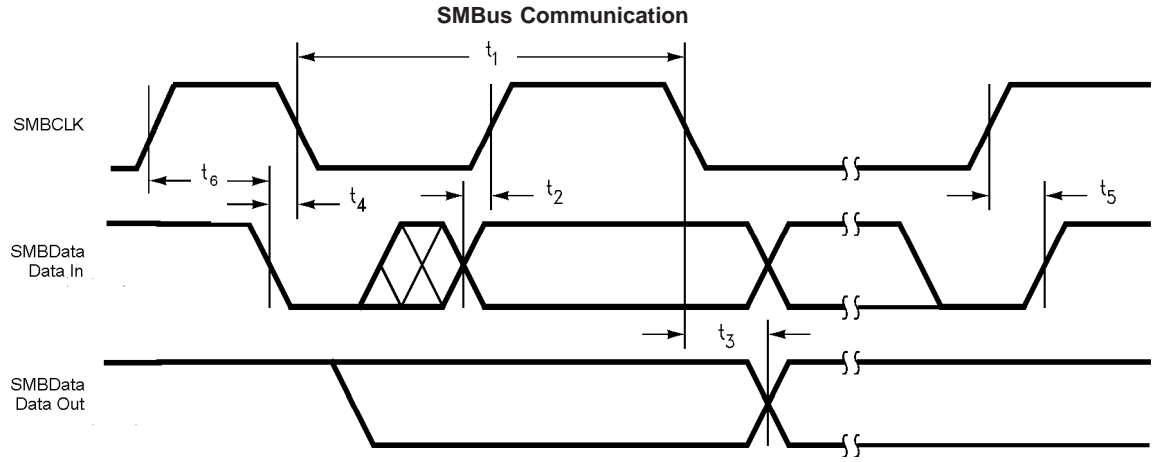 SMBus Communication
t1
SMBCLK
t6
t4
t2
t5
SMBData
Data In
t3
SMBData
Data Out